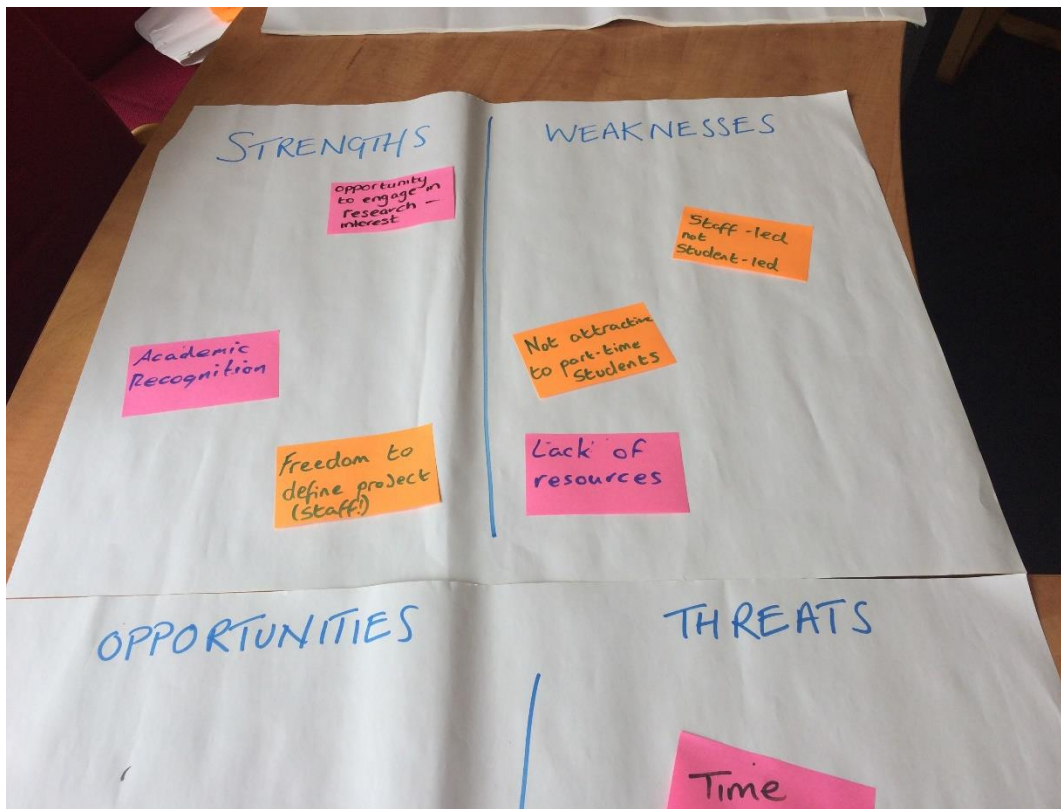 STRENGTHS
opportunity
to engage in
research –
interest
Academic
Recognition
Freedom to
define project
(staff!)
WEAKNESSES
Staff-led
not
Student-led
Not attractive
to part-time
Students
Lack of
resources
OPPORTUNITIES
THREATS
Time